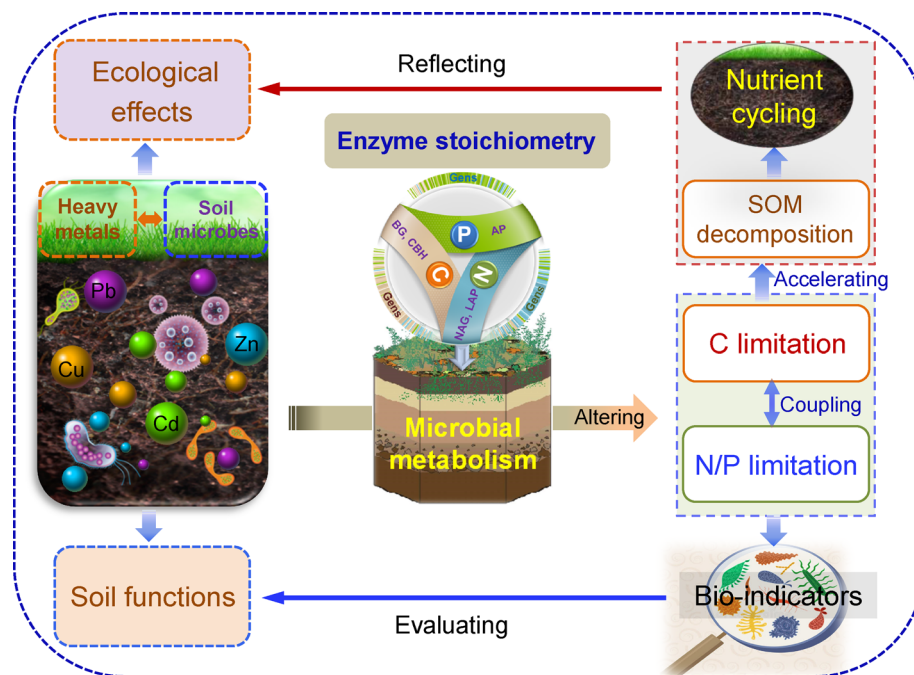 Ecological
effects
Reflecting
Nutrient
cycling
Enzyme stoichiometry
Heavy
metals
Soil
microbes
Gens
BG, CBH
P
AP
C
N
NAG, LAP
Gens
Gens
SOM
decomposition
Accelerating
Pb
Zn
Cu
Cd
C limitation
Coupling
Microbial
metabolism
Altering
N/P limitation
Soil functions
Evaluating
Bio-indicators